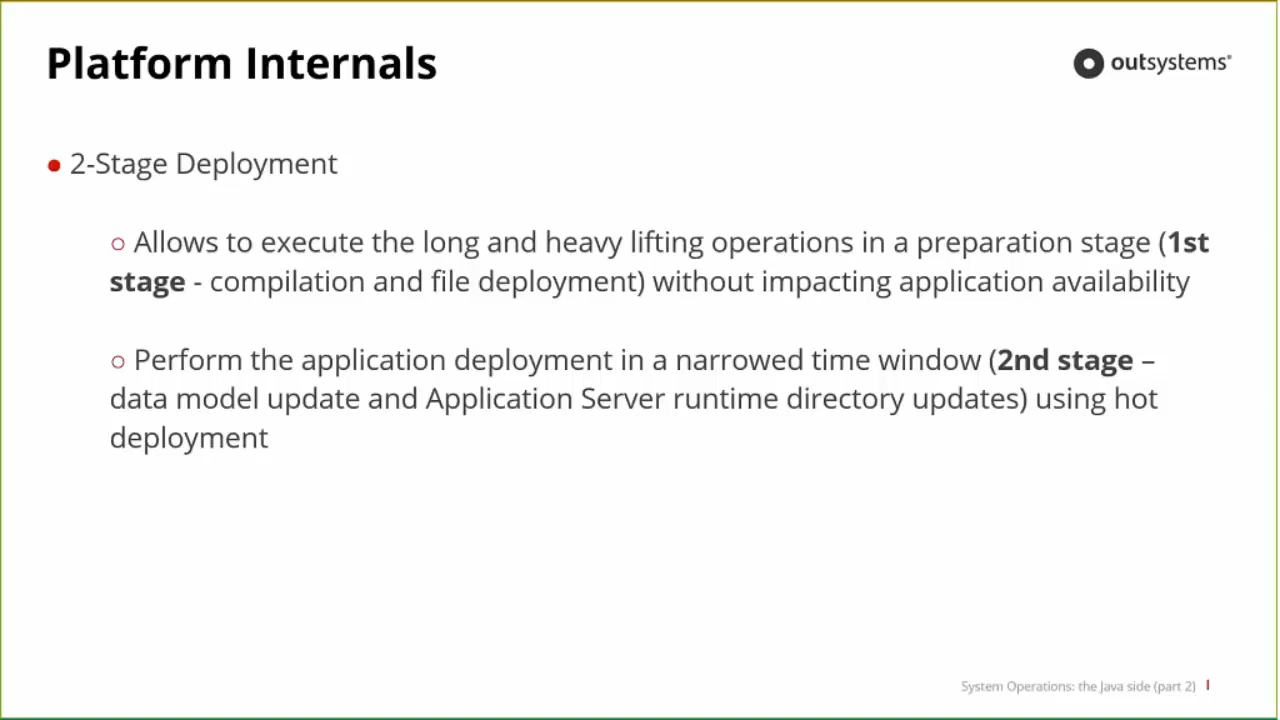 Platform Internals
outsystems®
● 2-Stage Deployment
○ Allows to execute the long and heavy lifting operations in a preparation stage (1st
stage - compilation and file deployment) without impacting application availability
○ Perform the application deployment in a narrowed time window (2nd stage –
data model update and Application Server runtime directory updates) using hot
deployment
System Operations: the Java side (part 2) I